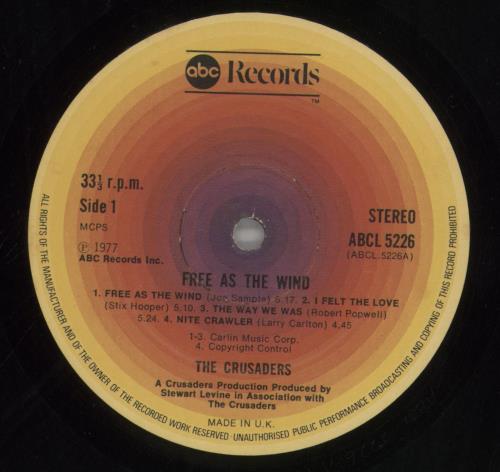 abc Records
TM
33⅓ r.p.m.
Side 1
MCPS
℗ 1977
ABC Records Inc.
STEREO
ABCL 5226
(ABCL.5226A)
FREE AS THE WIND
1. FREE AS THE WIND (Joe Sample) 6.17. 2. I FELT THE LOVE
(Stix Hooper) 5.10. 3. THE WAY WE WAS (Robert Popwell)
5.24. 4. NITE CRAWLER (Larry Carlton) 4.45
1-3. Carlin Music Corp.
4. Copyright Control
THE CRUSADERS
A Crusaders Production Produced by
Stewart Levine in Association with
The Crusaders
MADE IN U.K.
ALL RIGHTS OF THE MANUFACTURER AND OF THE OWNER OF THE RECORDED WORK RESERVED · UNAUTHORISED PUBLIC PERFORMANCE BROADCASTING AND COPYING OF THIS RECORD PROHIBITED